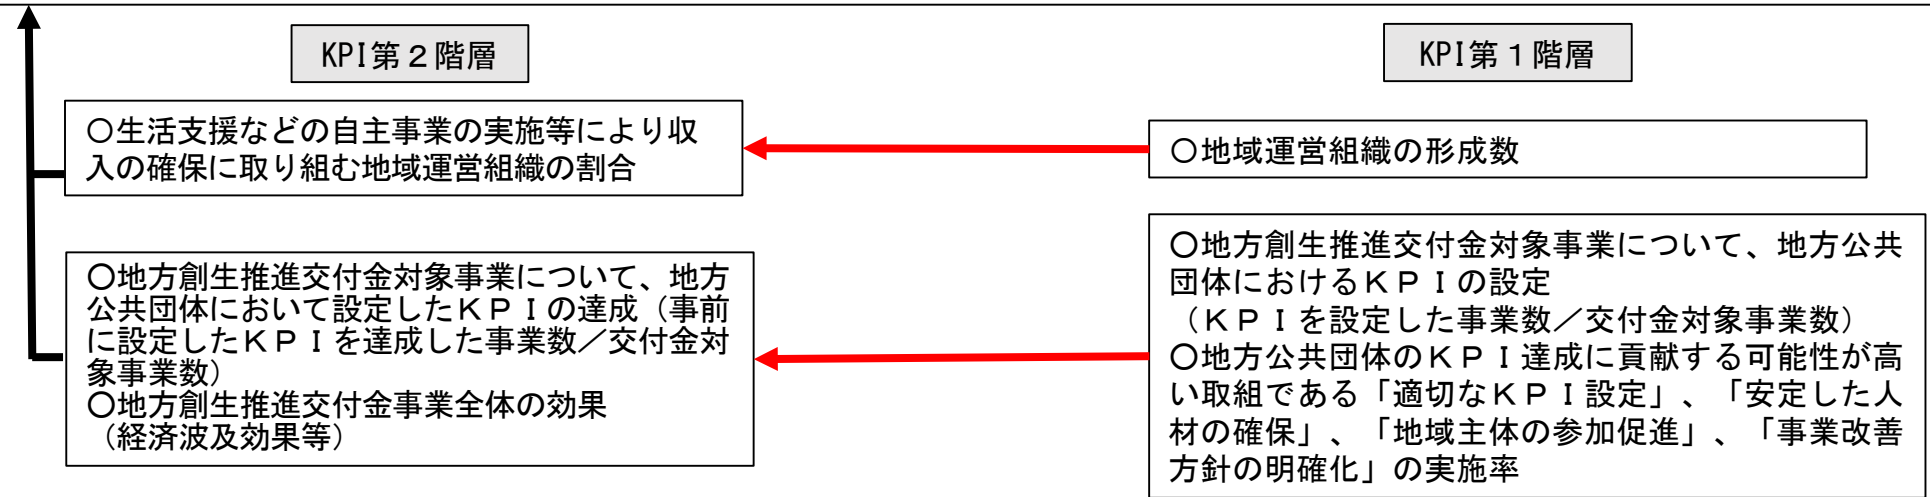 KPI第２階層
○生活支援などの自主事業の実施等により収
入の確保に取り組む地域運営組織の割合
○地方創生推進交付金対象事業について、地方
公共団体において設定したＫＰＩの達成（事前
に設定したＫＰＩを達成した事業数／交付金対
象事業数）
○地方創生推進交付金事業全体の効果
（経済波及効果等）
KPI第１階層
○地域運営組織の形成数
○地方創生推進交付金対象事業について、地方公共
団体におけるＫＰＩの設定
（ＫＰＩを設定した事業数／交付金対象事業数）
○地方公共団体のＫＰＩ達成に貢献する可能性が高
い取組である「適切なＫＰＩ設定」、「安定した人
材の確保」、「地域主体の参加促進」、「事業改善
方針の明確化」の実施率